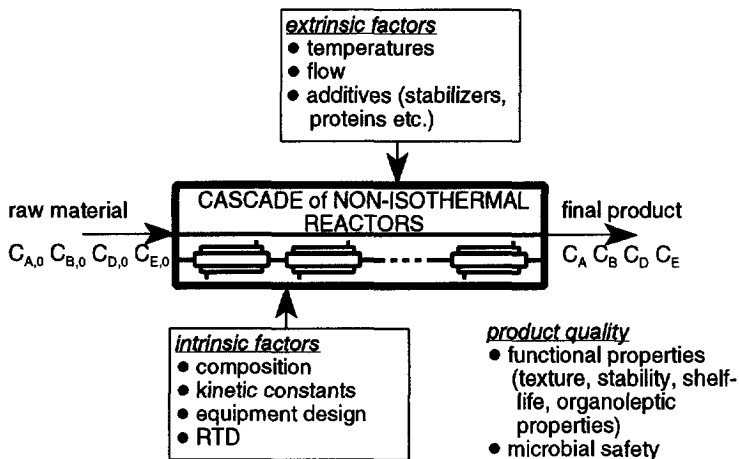 extrinsic factors
● temperatures
● flow
● additives (stabilizers,
proteins etc.)
raw material
C_A,0 C_B,0 C_D,0 C_E,0
CASCADE of NON-ISOTHERMAL
REACTORS
final product
C_A C_B C_D C_E
intrinsic factors
● composition
● kinetic constants
● equipment design
● RTD
product quality
● functional properties
(texture, stability, shelf-
life, organoleptic
properties)
● microbial safety